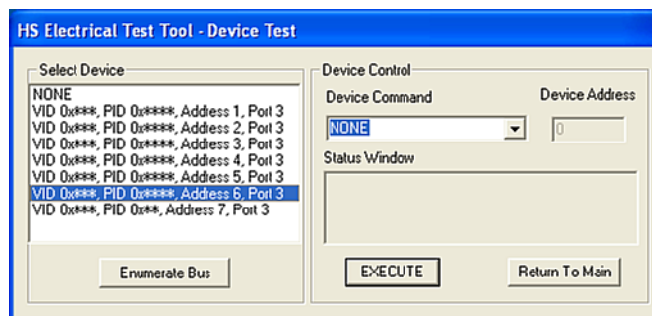 HS Electrical Test Tool - Device Test
Select Device
NONE
VID 0x***, PID 0x****, Address 1, Port 3
VID 0x***, PID 0x****, Address 2, Port 3
VID 0x***, PID 0x****, Address 3, Port 3
VID 0x***, PID 0x****, Address 4, Port 3
VID 0x***, PID 0x****, Address 5, Port 3
VID 0x***, PID 0x****, Address 6, Port 3
VID 0x***, PID 0x**, Address 7, Port 3
Enumerate Bus
Device Control
Device Command
Device Address
NONE
0
Status Window
EXECUTE
Return To Main